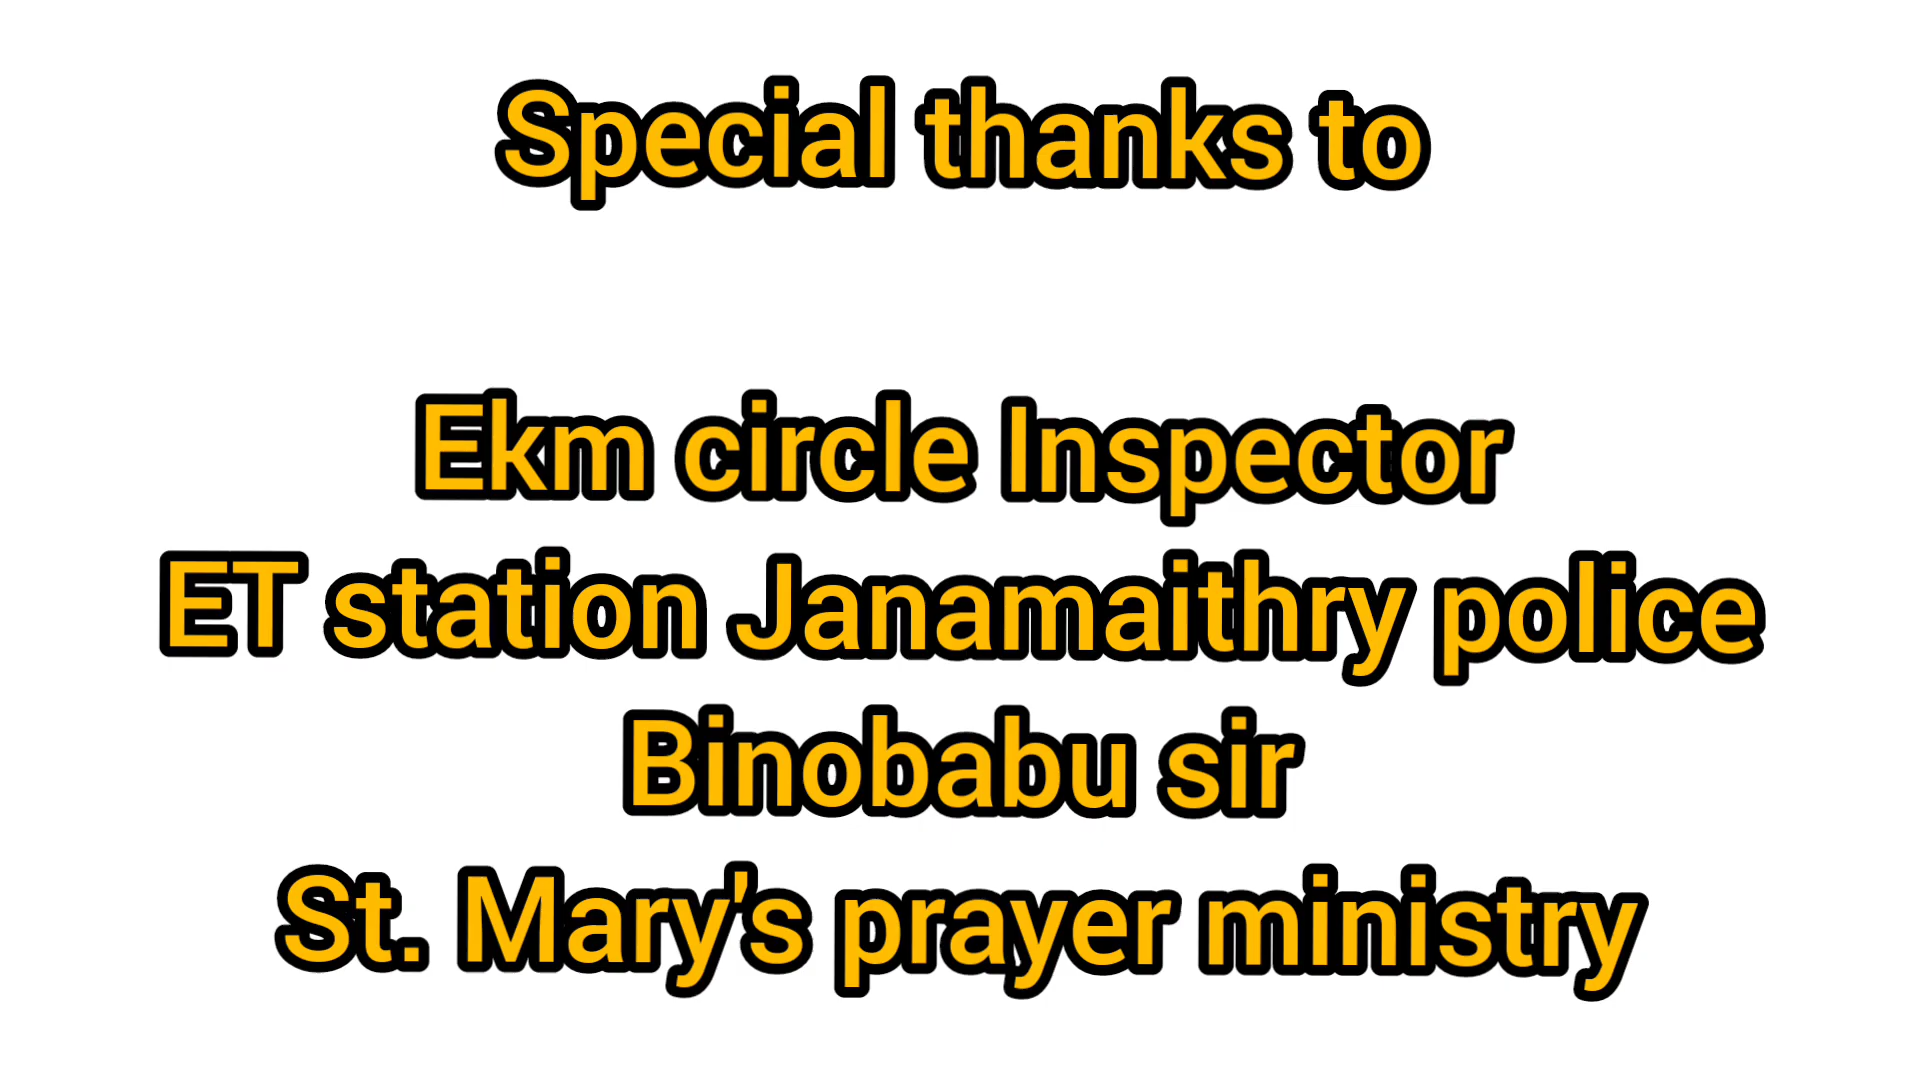 Special thanks to
Ekm circle Inspector
ET station Janamaithry police
Binobabu sir
St. Mary's prayer ministry